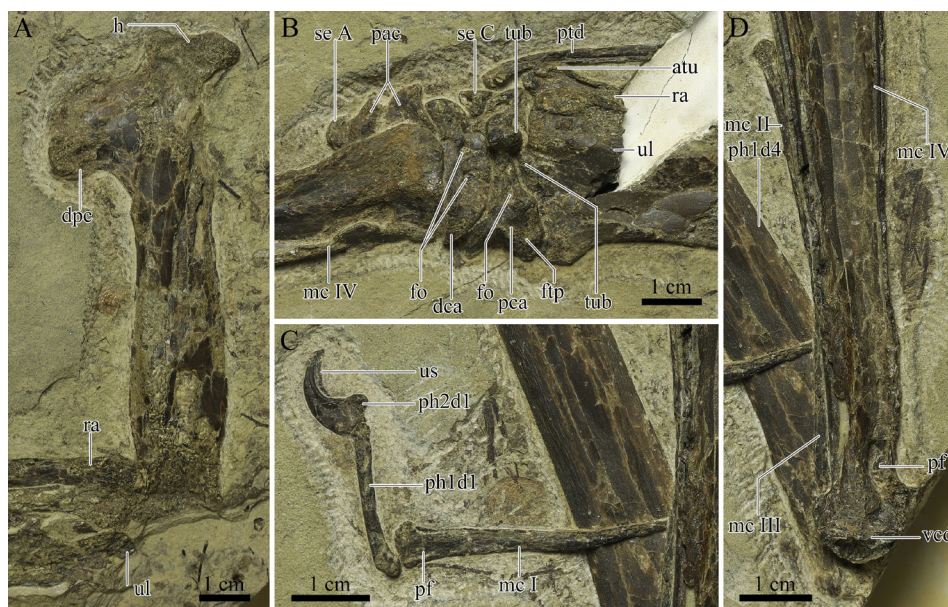 A
h
dpc
ra
ul
1 cm
B
se A pac se C tub ptd
atu
ra
ul
mc IV fo dca fo pca ftp tub
1 cm
C
us
ph2d1
ph1d1
pf mc I
1 cm
D
mc II
ph1d4
mc IV
pf
mc III
vcd
1 cm